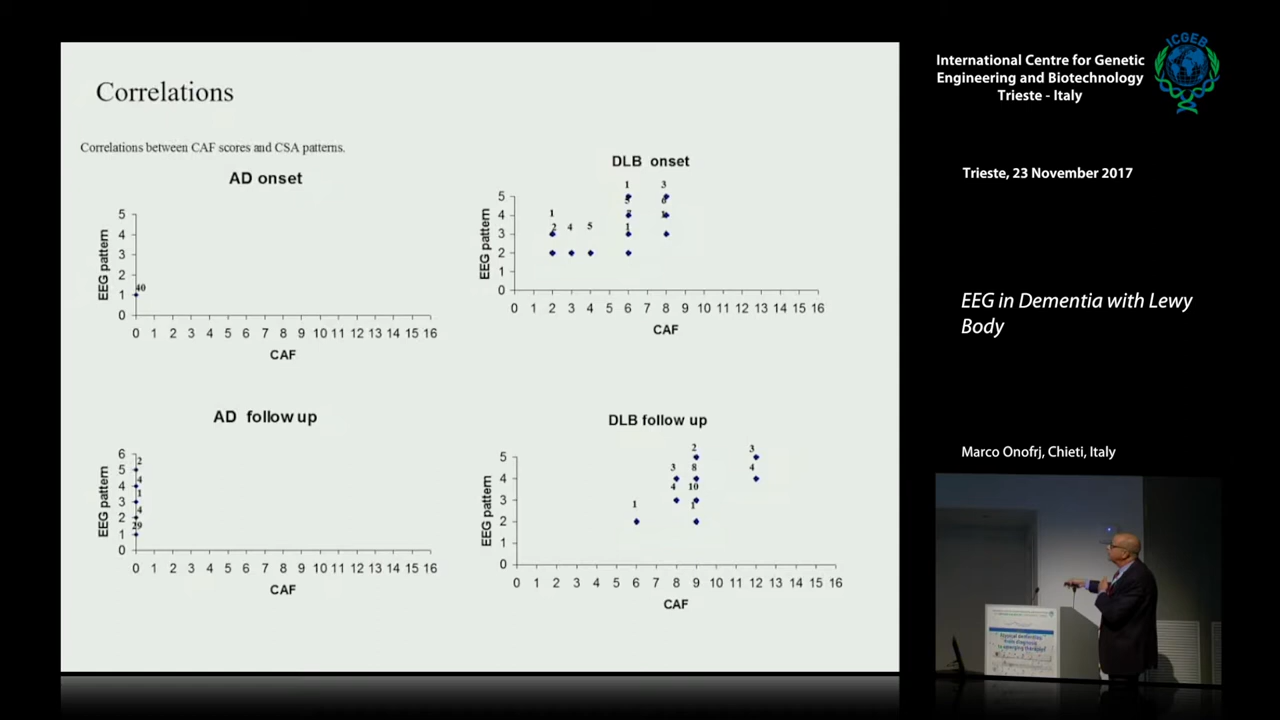 Correlations
Correlations between CAF scores and CSA patterns.
AD onset
EEG pattern
5
4
3
2
1
0
40
0 1 2 3 4 5 6 7 8 9 10 11 12 13 14 15 16
CAF
DLB onset
EEG pattern
5
4
3
2
1
0
1 3
5 6
1 7 1
2 4 5 1
0 1 2 3 4 5 6 7 8 9 10 11 12 13 14 15 16
CAF
AD follow up
EEG pattern
6
5
4
3
2
1
0
2
4
1
4
29
0 1 2 3 4 5 6 7 8 9 10 11 12 13 14 15 16
CAF
DLB follow up
EEG pattern
5
4
3
2
1
0
2 3
3 8 4
4 10
1 1
0 1 2 3 4 5 6 7 8 9 10 11 12 13 14 15 16
CAF
International Centre for Genetic
Engineering and Biotechnology
Trieste - Italy
ICGEB
Trieste, 23 November 2017
EEG in Dementia with Lewy
Body
Marco Onofrj, Chieti, Italy